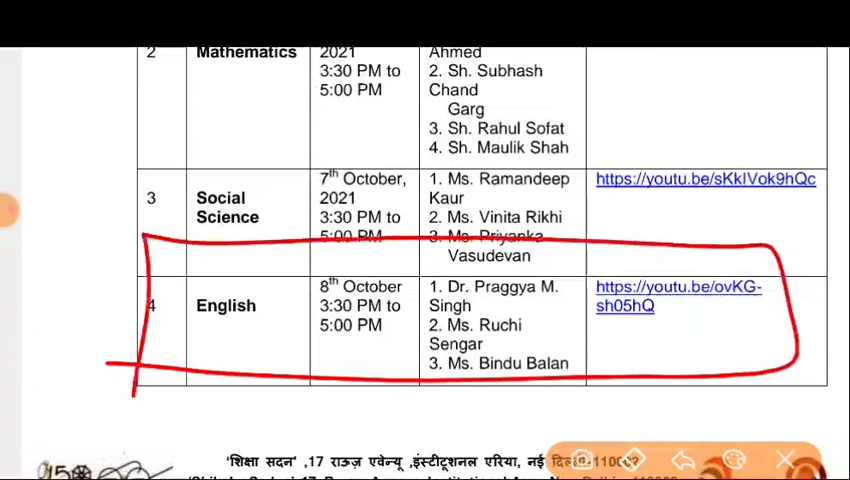 2 Mathematics 2021 Ahmed
3:30 PM to 2. Sh. Subhash
5:00 PM Chand
Garg
3. Sh. Rahul Sofat
4. Sh. Maulik Shah
7th October, 1. Ms. Ramandeep https://youtu.be/sKkIVok9hQc
3 Social 2021 Kaur
Science 3:30 PM to 2. Ms. Vinita Rikhi
5:00 PM 3. Ms. Priyanka
Vasudevan
8th October 1. Dr. Praggya M. https://youtu.be/ovKG-
4 English 3:30 PM to Singh sh05hQ
5:00 PM 2. Ms. Ruchi
Sengar
3. Ms. Bindu Balan
‘शिक्षा सदन’ ,17 राऊज़ एवेन्यू ,इंस्टीटूशनल एरिया, नई